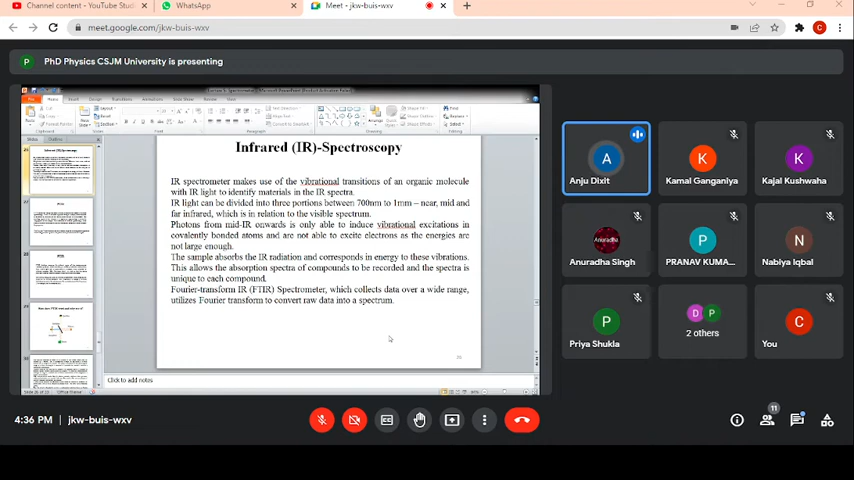 Channel content - YouTube Stud
WhatsApp
Meet - jkw-buis-wxv
meet.google.com/jkw-buis-wxv
P
PhD Physics CSJM University is presenting
Infrared (IR)-Spectroscopy
IR spectrometer makes use of the vibrational transitions of an organic molecule
with IR light to identify materials in the IR spectra.
IR light can be divided into three portions between 700nm to 1mm – near, mid and
far infrared, which is in relation to the visible spectrum.
Photons from mid-IR onwards is only able to induce vibrational excitations in
covalently bonded atoms and are not able to excite electrons as the energies are
not large enough.
The sample absorbs the IR radiation and corresponds in energy to these vibrations.
This allows the absorption spectra of compounds to be recorded and the spectra is
unique to each compound.
Fourier-transform IR (FTIR) Spectrometer, which collects data over a wide range,
utilizes Fourier transform to convert raw data into a spectrum.
Click to add notes
A
Anju Dixit
K
Kamal Ganganiya
K
Kajal Kushwaha
Anuradha
Anuradha Singh
P
PRANAV KUMA...
N
Nabiya Iqbal
P
Priya Shukla
D P
2 others
C
You
4:36 PM | jkw-buis-wxv
11